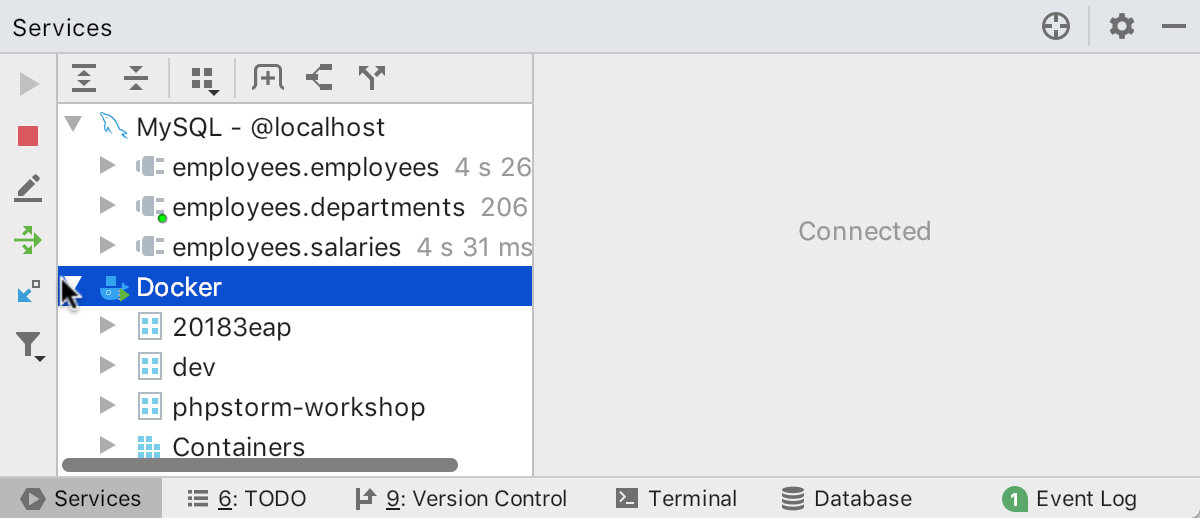 Services
MySQL - @localhost
employees.employees 4 s 26
employees.departments 206
employees.salaries 4 s 31 ms
Connected
Docker
20183eap
dev
phpstorm-workshop
Containers
Services 6: TODO 9: Version Control Terminal Database 1 Event Log